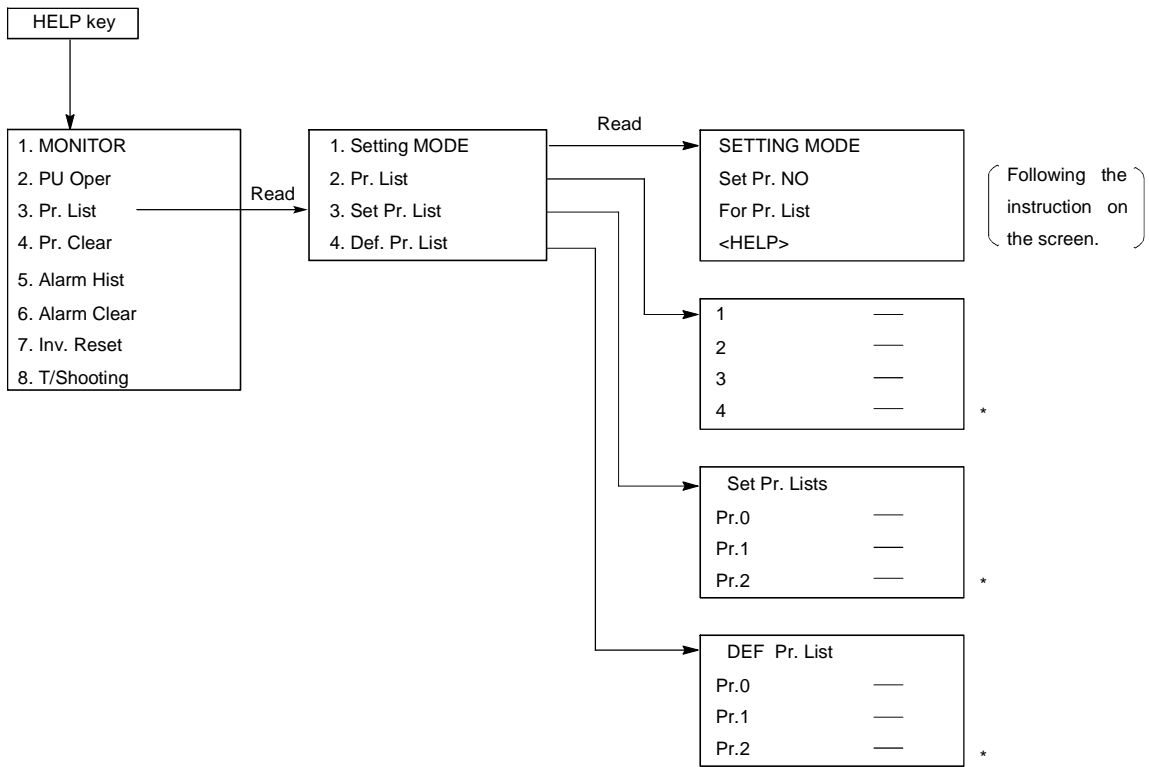 HELP key
1. MONITOR
2. PU Oper
3. Pr. List
4. Pr. Clear
5. Alarm Hist
6. Alarm Clear
7. Inv. Reset
8. T/Shooting
Read
1. Setting MODE
2. Pr. List
3. Set Pr. List
4. Def. Pr. List
Read
SETTING MODE
Set Pr. NO
For Pr. List
<HELP>
Following the
instruction on
the screen.
1 —
2 —
3 —
4 — *
Set Pr. Lists
Pr.0 —
Pr.1 —
Pr.2 — *
DEF Pr. List
Pr.0 —
Pr.1 —
Pr.2 — *